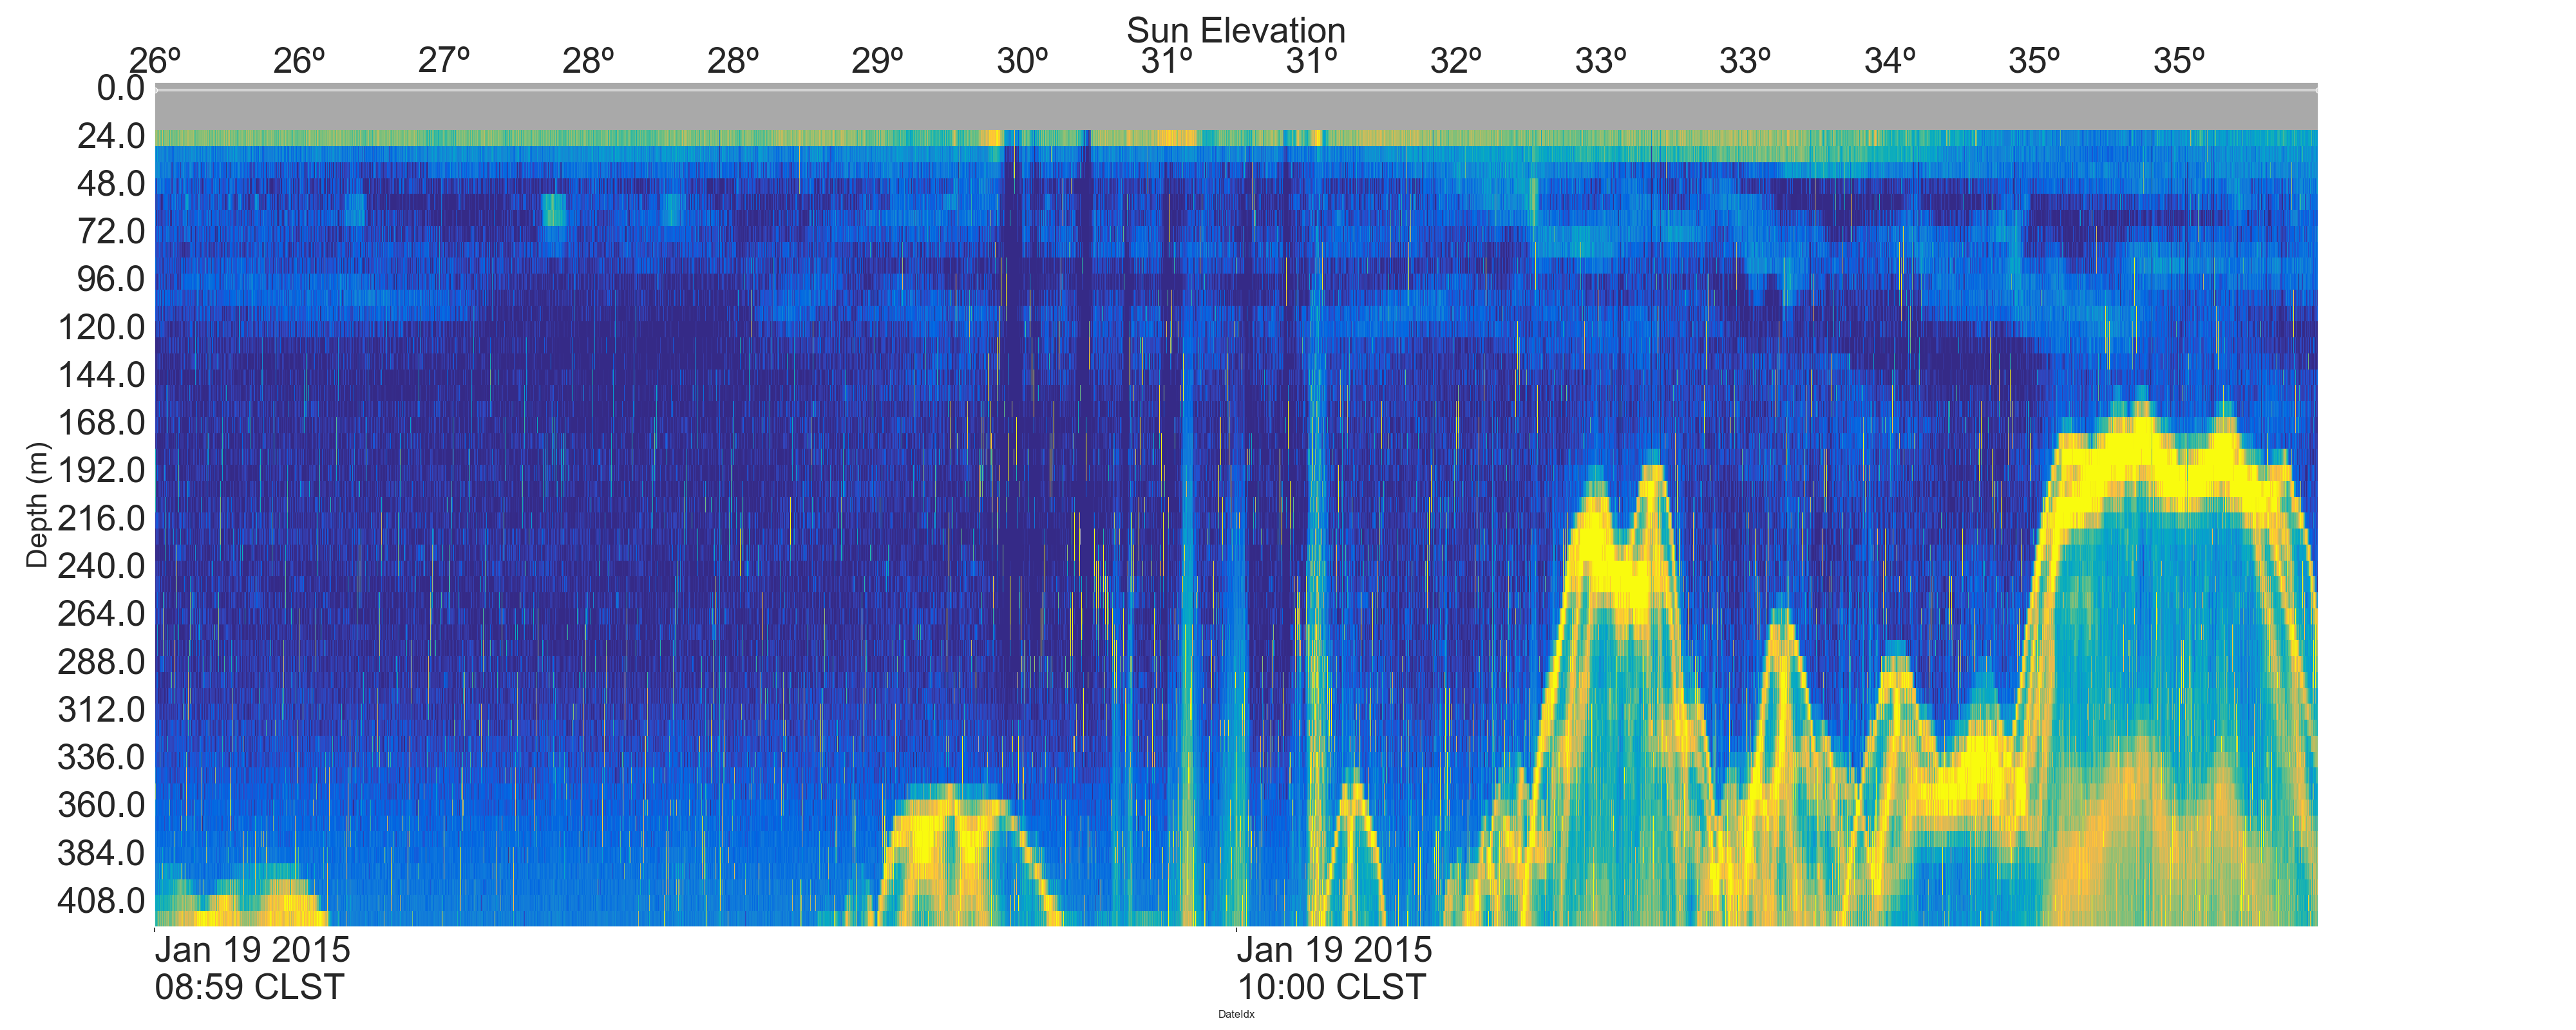 Sun Elevation
26º 26º 27º 28º 28º 29º 30º 31º 31º 32º 33º 33º 34º 35º 35º
0.0
24.0
48.0
72.0
96.0
120.0
144.0
168.0
192.0
216.0
240.0
264.0
288.0
312.0
336.0
360.0
384.0
408.0
Depth (m)
Jan 19 2015
08:59 CLST
Jan 19 2015
10:00 CLST
DateIdx